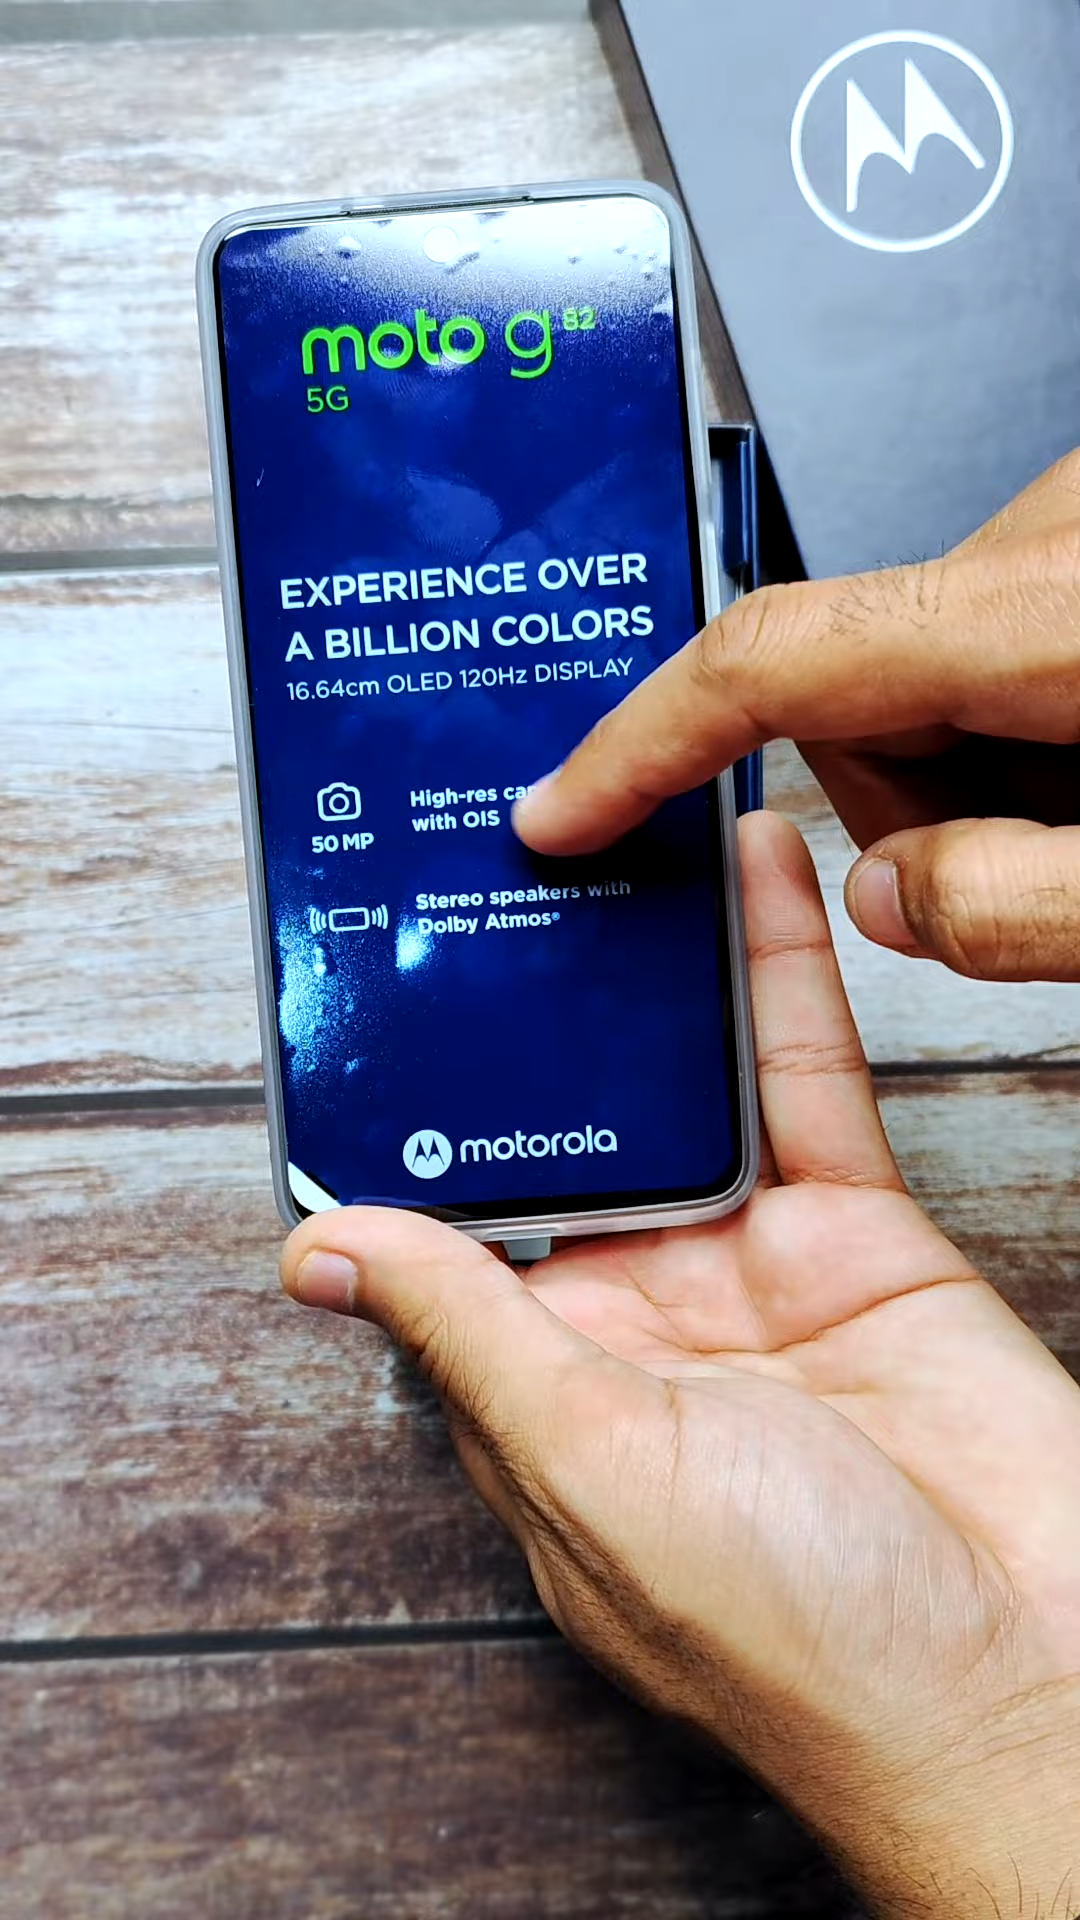 moto g 82
5G
EXPERIENCE OVER
A BILLION COLORS
16.64cm OLED 120Hz DISPLAY
50 MP
High-res
with OIS
Stereo speakers with
Dolby Atmos®
motorola